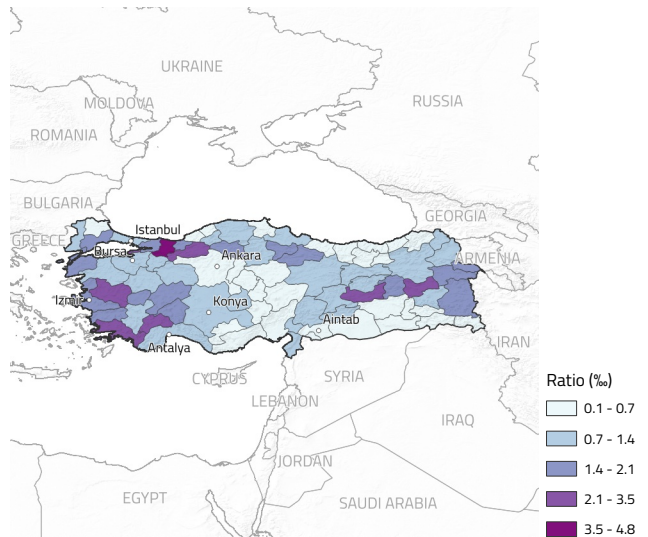 UKRAINE
MOLDOVA
RUSSIA
ROMANIA
BULGARIA
GEORGIA
Istanbul
GREECE
Bursa
Ankara
ARMENIA
Izmir
Konya
Aintab
Antalya
IRAN
CYPRUS
SYRIA
LEBANON
IRAQ
JORDAN
EGYPT
SAUDI ARABIA
Ratio (‰)
0.1 - 0.7
0.7 - 1.4
1.4 - 2.1
2.1 - 3.5
3.5 - 4.8